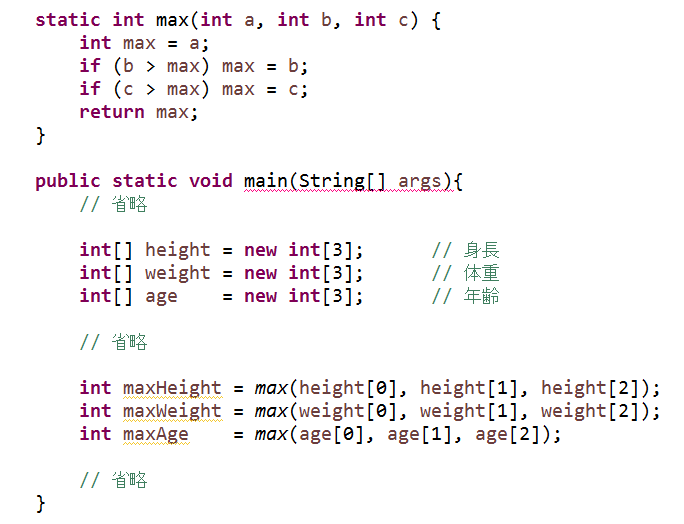 static int max(int a, int b, int c) {
    int max = a;
    if (b > max) max = b;
    if (c > max) max = c;
    return max;
}

public static void main(String[] args){
    // 省略

    int[] height = new int[3];      // 身長
    int[] weight = new int[3];      // 体重
    int[] age    = new int[3];      // 年齢

    // 省略

    int maxHeight = max(height[0], height[1], height[2]);
    int maxWeight = max(weight[0], weight[1], weight[2]);
    int maxAge    = max(age[0], age[1], age[2]);

    // 省略
}